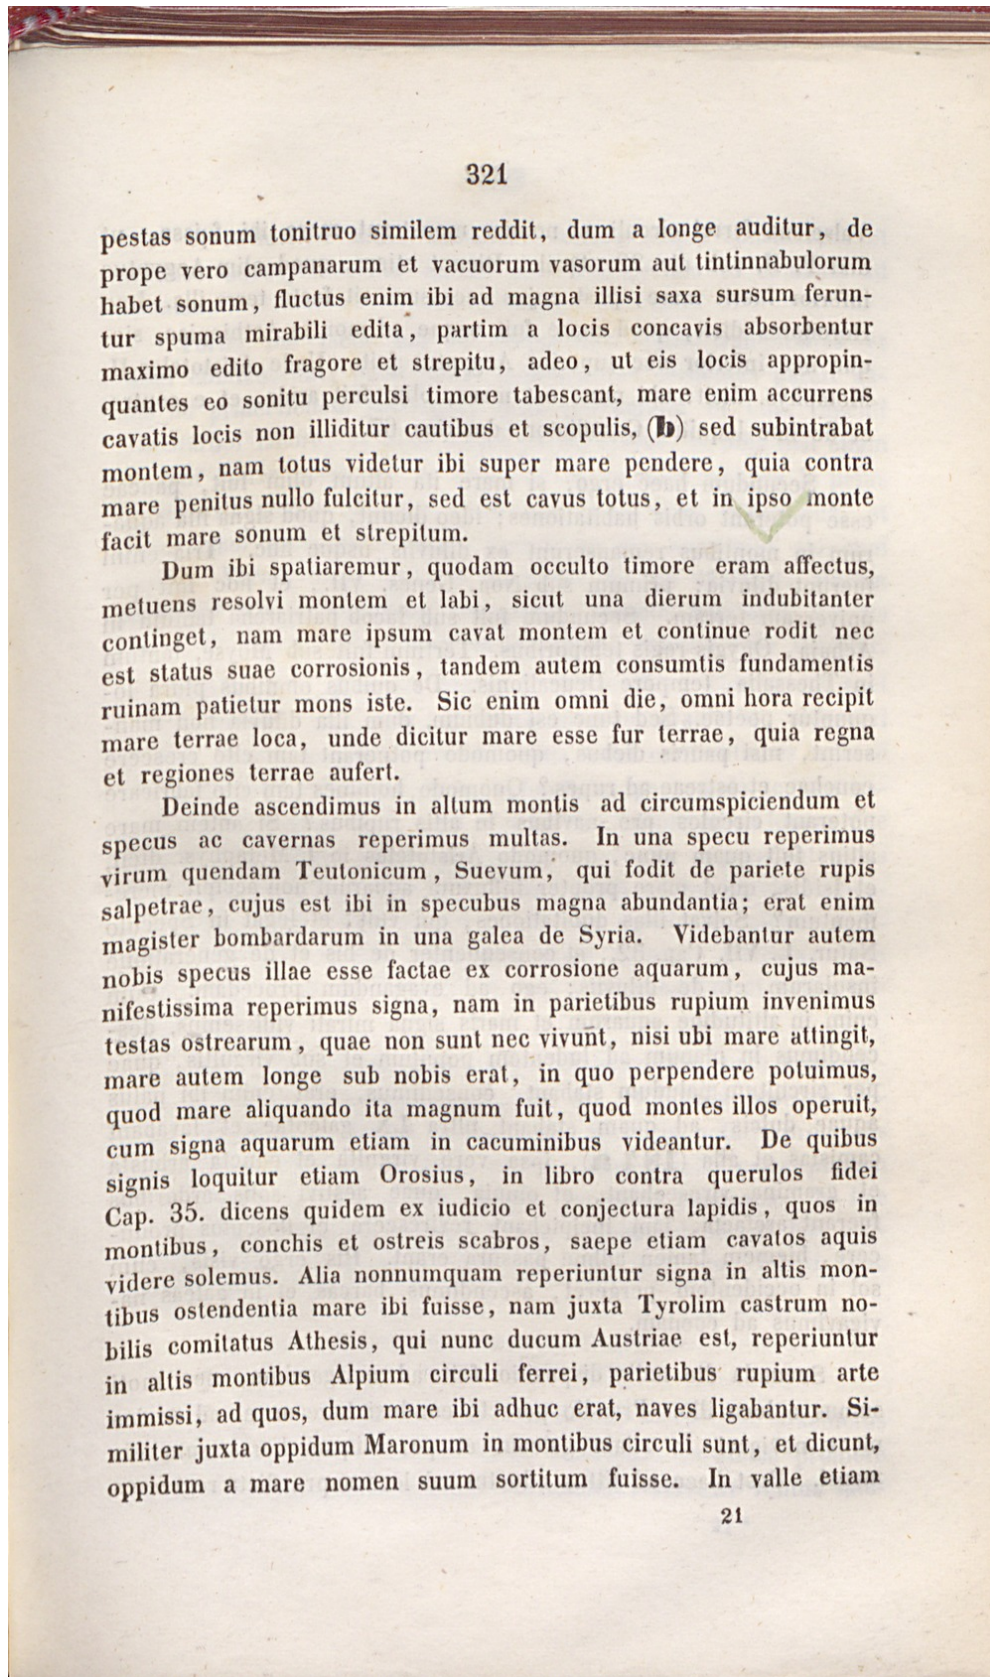 321
pestas sonum tonitruo similem reddit, dum a longe auditur, de
prope vero campanarum et vacuorum vasorum aut tintinnabulorum
habet sonum, fluctus enim ibi ad magna illisi saxa sursum ferun-
tur spuma mirabili edita, partim a locis concavis absorbentur
maximo edito fragore et strepitu, adeo, ut eis locis appropin-
quantes eo sonitu perculsi timore tabescant, mare enim accurrens
cavatis locis non illiditur cautibus et scopulis, (b) sed subintrabat
montem, nam totus videtur ibi super mare pendere, quia contra
mare penitus nullo fulcitur, sed est cavus totus, et in ipso monte
facit mare sonum et strepitum.
Dum ibi spatiaremur, quodam occulto timore eram affectus,
metuens resolvi montem et labi, sicut una dierum indubitanter
continget, nam mare ipsum cavat montem et continue rodit nec
est status suae corrosionis, tandem autem consumtis fundamentis
ruinam patietur mons iste. Sic enim omni die, omni hora recipit
mare terrae loca, unde dicitur mare esse fur terrae, quia regna
et regiones terrae aufert.
Deinde ascendimus in altum montis ad circumspiciendum et
specus ac cavernas reperimus multas. In una specu reperimus
virum quendam Teutonicum, Suevum, qui fodit de pariete rupis
salpetrae, cujus est ibi in specubus magna abundantia; erat enim
magister bombardarum in una galea de Syria. Videbantur autem
nobis specus illae esse factae ex corrosione aquarum, cujus ma-
nifestissima reperimus signa, nam in parietibus rupium invenimus
testas ostrearum, quae non sunt nec vivunt, nisi ubi mare attingit,
mare autem longe sub nobis erat, in quo perpendere potuimus,
quod mare aliquando ita magnum fuit, quod montes illos operuit,
cum signa aquarum etiam in cacuminibus videantur. De quibus
signis loquitur etiam Orosius, in libro contra querulos fidei
Cap. 35. dicens quidem ex iudicio et conjectura lapidis, quos in
montibus, conchis et ostreis scabros, saepe etiam cavatos aquis
videre solemus. Alia nonnumquam reperiuntur signa in altis mon-
tibus ostendentia mare ibi fuisse, nam juxta Tyrolim castrum no-
bilis comitatus Athesis, qui nunc ducum Austriae est, reperiuntur
in altis montibus Alpium circuli ferrei, parietibus rupium arte
immissi, ad quos, dum mare ibi adhuc erat, naves ligabantur. Si-
militer juxta oppidum Maronum in montibus circuli sunt, et dicunt,
oppidum a mare nomen suum sortitum fuisse. In valle etiam
21